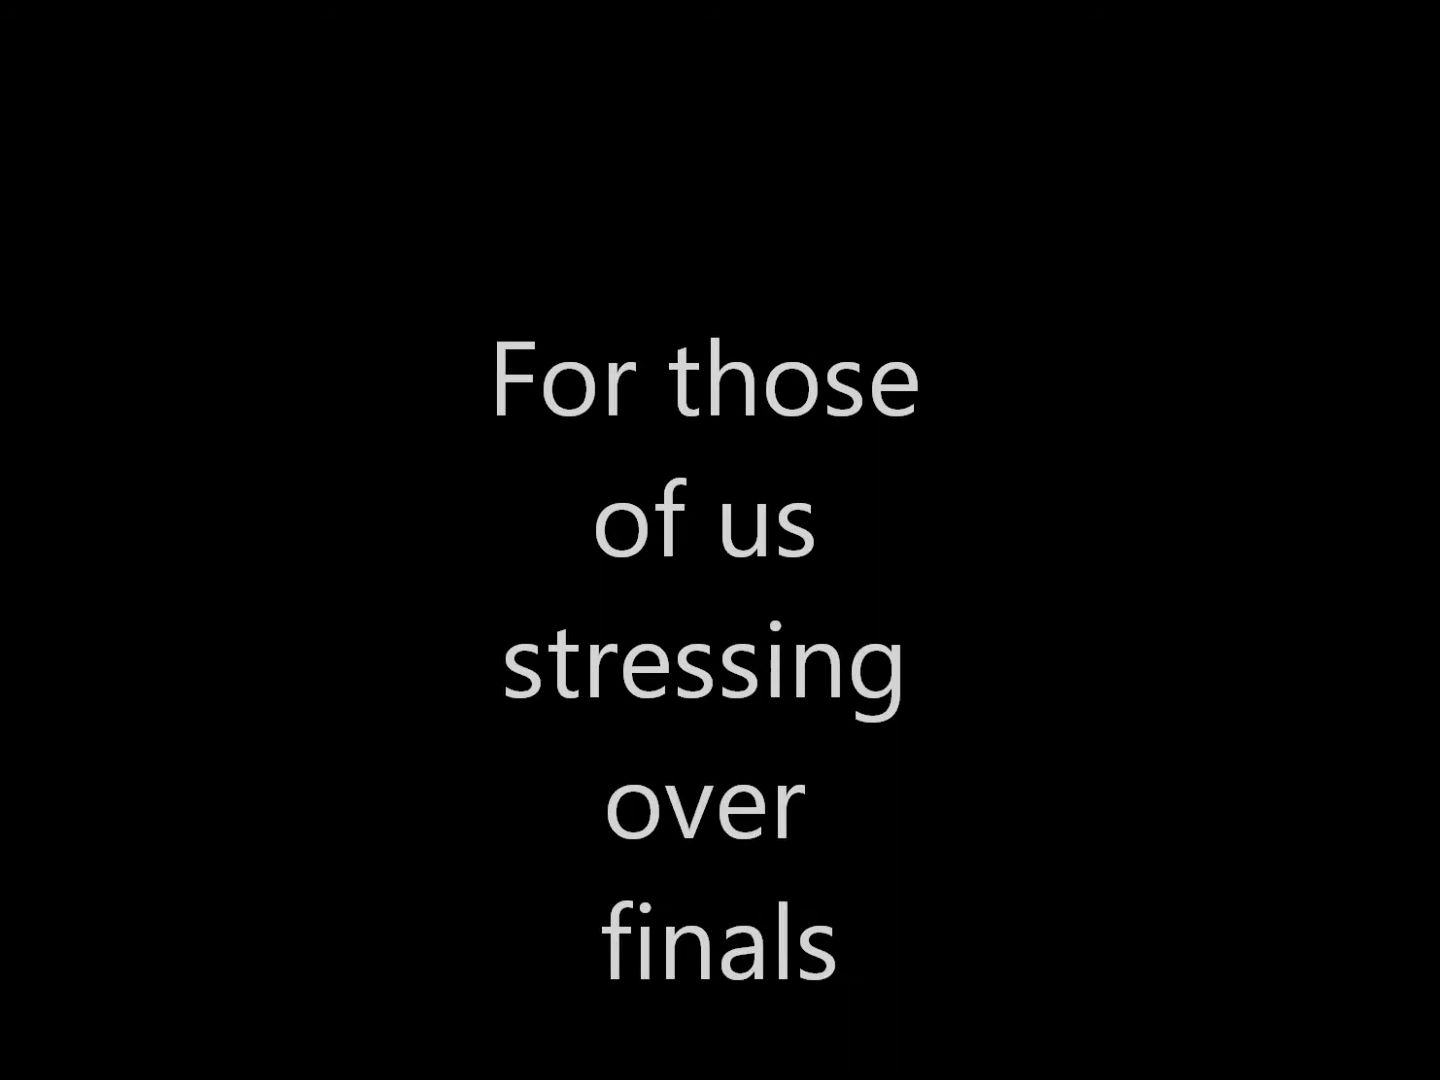 For those
of us
stressing
over
finals